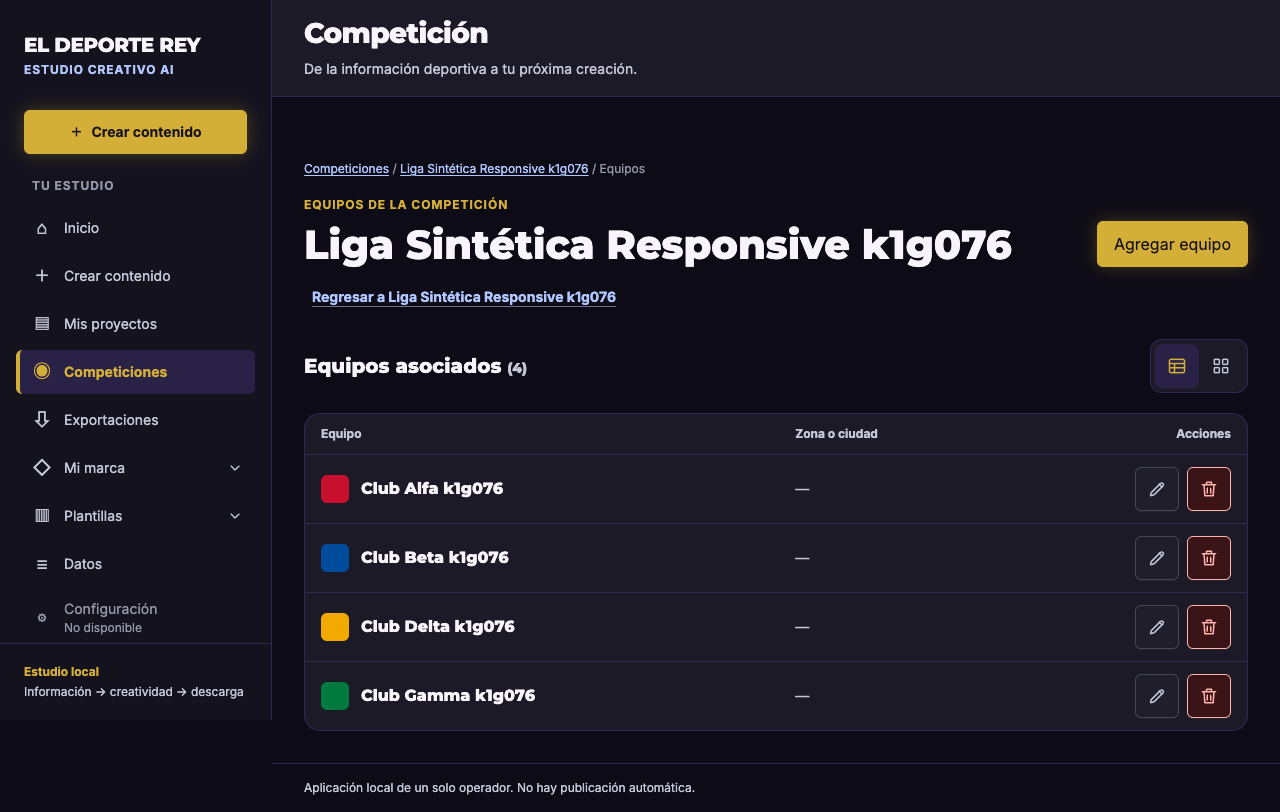 EL DEPORTE REY
ESTUDIO CREATIVO AI
+ Crear contenido
TU ESTUDIO
Inicio
Crear contenido
Mis proyectos
Competiciones
Exportaciones
Mi marca
Plantillas
Datos
Configuración
No disponible
Estudio local
Información → creatividad → descarga
Competición
De la información deportiva a tu próxima creación.
Competiciones / Liga Sintética Responsive k1g076 / Equipos
EQUIPOS DE LA COMPETICIÓN
Liga Sintética Responsive k1g076
Agregar equipo
Regresar a Liga Sintética Responsive k1g076
Equipos asociados (4)
Equipo Zona o ciudad Acciones
Club Alfa k1g076 —
Club Beta k1g076 —
Club Delta k1g076 —
Club Gamma k1g076 —
Aplicación local de un solo operador. No hay publicación automática.